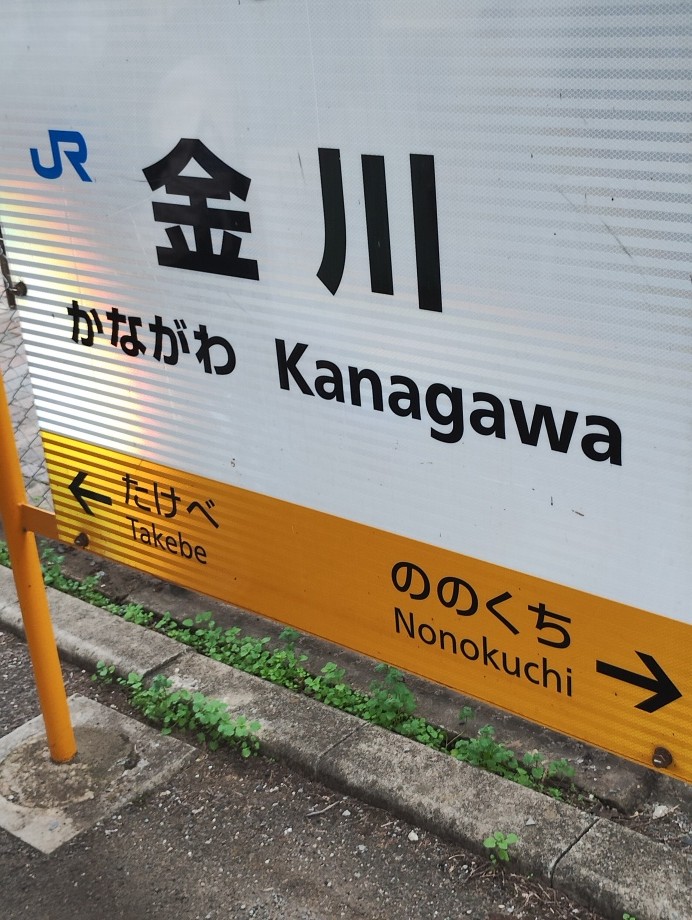 JR
金川
かながわ Kanagawa
← たけべ
Takebe
ののくち
Nonokuchi →